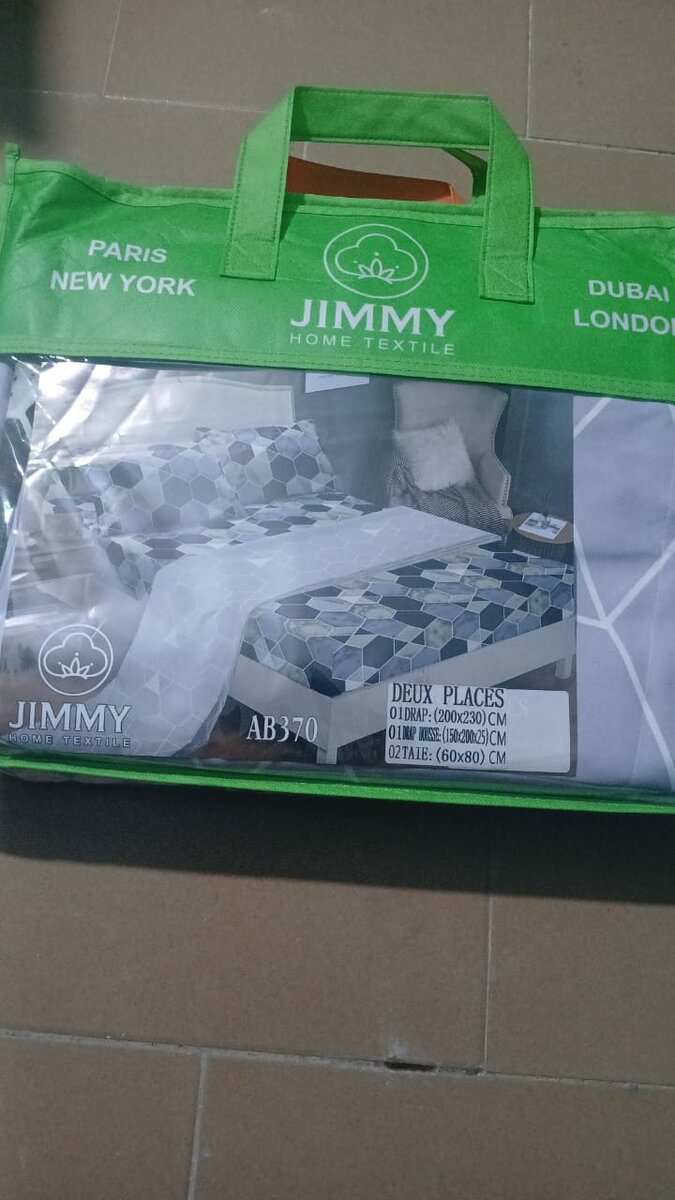 PARIS
NEW YORK
JIMMY
HOME TEXTILE
DUBAI
LONDON
JIMMY
HOME TEXTILE
AB370
DEUX PLACES
01DRAP:(200x230)CM
01DRAP HOUSSE:(150x200x25)CM
02TAIE:(60x80)CM